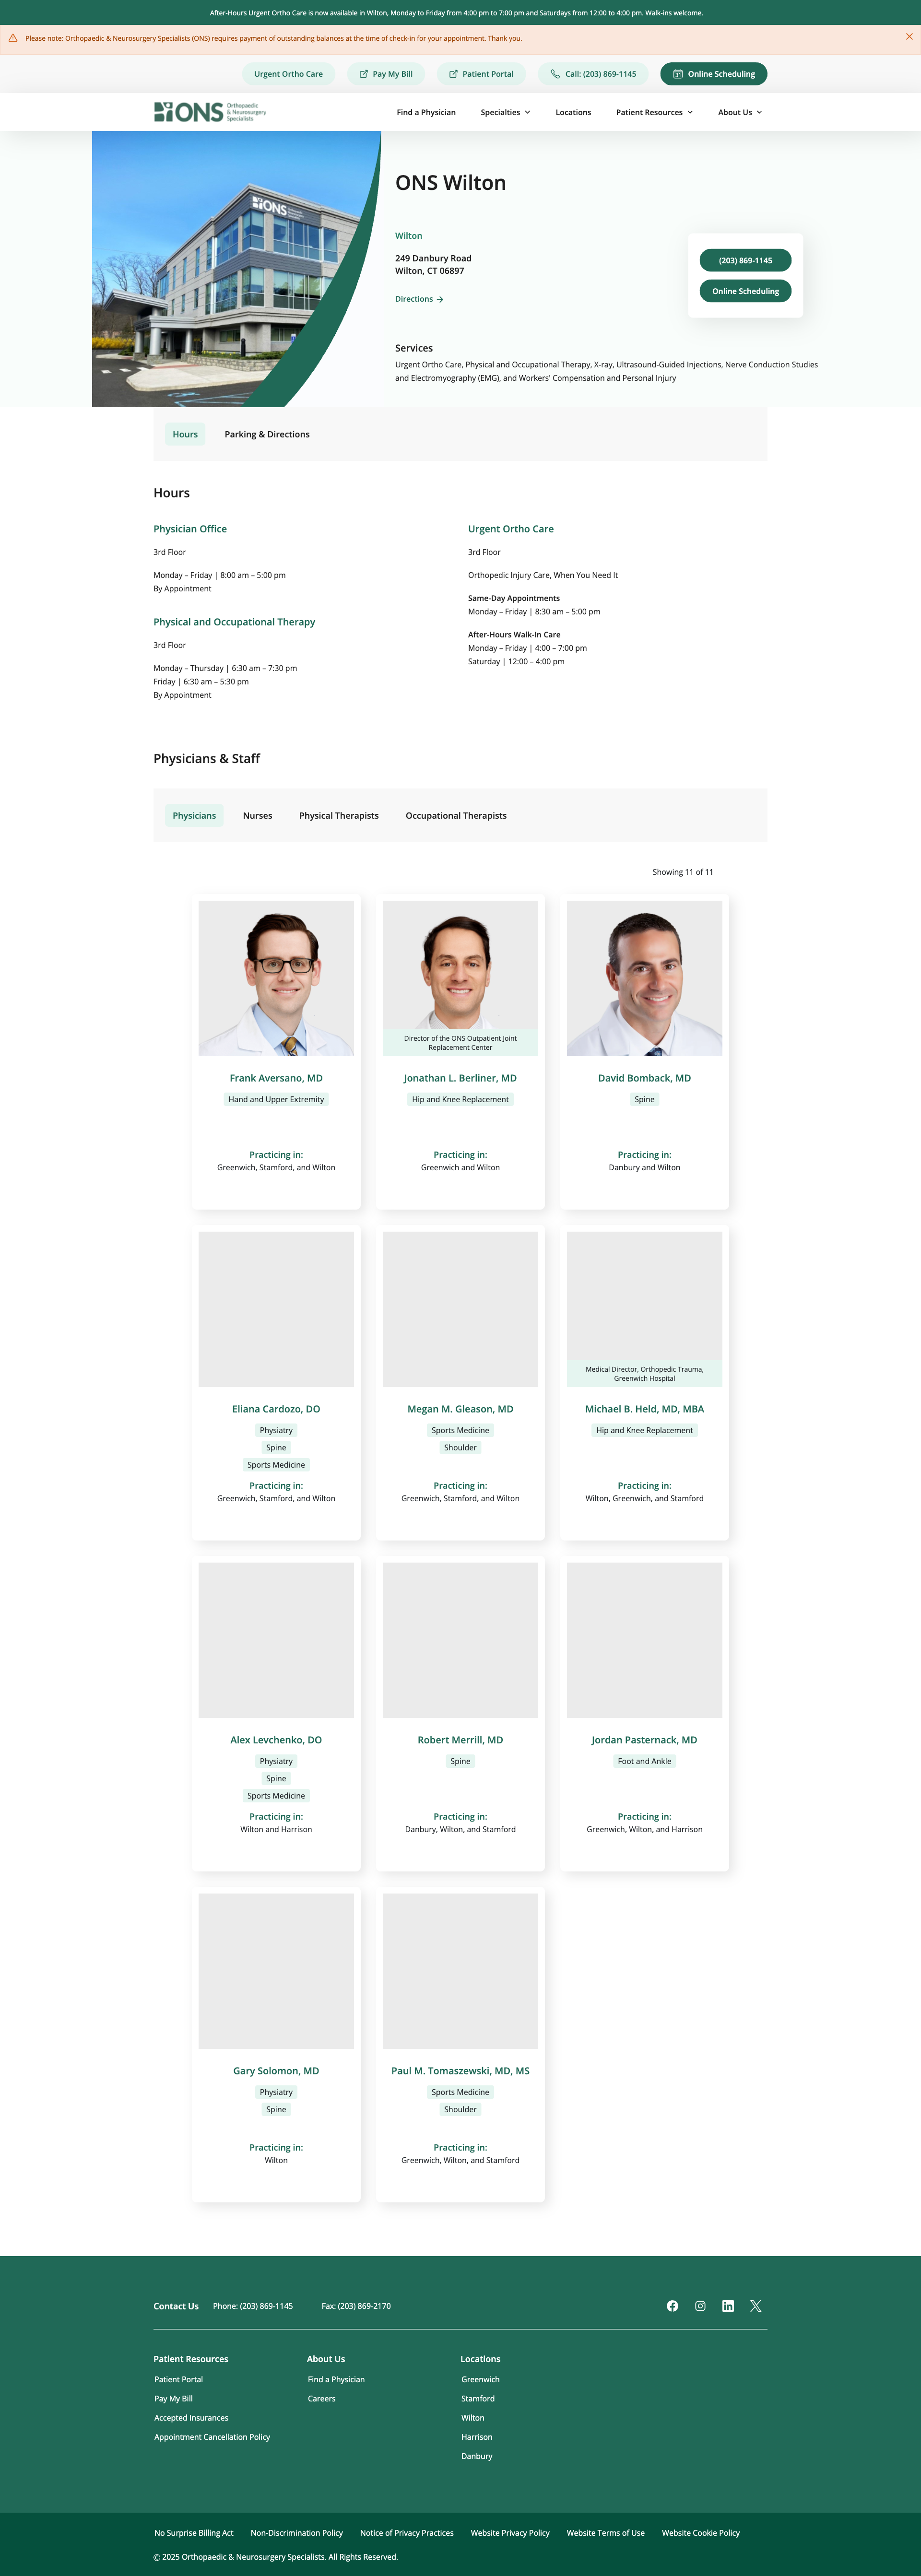 After-Hours Urgent Ortho Care is now available in Wilton, Monday to Friday from 4:00 pm to 7:00 pm and Saturdays from 12:00 to 4:00 pm. Walk-ins welcome.
Please note: Orthopaedic & Neurosurgery Specialists (ONS) requires payment of outstanding balances at the time of check-in for your appointment. Thank you.
Urgent Ortho Care
Pay My Bill
Patient Portal
Call: (203) 869-1145
Online Scheduling
ONS Orthopaedic
& Neurosurgery
Specialists
Find a Physician
Specialties
Locations
Patient Resources
About Us
ONS
ONS Wilton
Wilton
249 Danbury Road
Wilton, CT 06897
Directions
(203) 869-1145
Online Scheduling
Services
Urgent Ortho Care, Physical and Occupational Therapy, X-ray, Ultrasound-Guided Injections, Nerve Conduction Studies
and Electromyography (EMG), and Workers' Compensation and Personal Injury
Hours
Parking & Directions
Hours
Physician Office
3rd Floor
Monday – Friday | 8:00 am – 5:00 pm
By Appointment
Physical and Occupational Therapy
3rd Floor
Monday – Thursday | 6:30 am – 7:30 pm
Friday | 6:30 am – 5:30 pm
By Appointment
Urgent Ortho Care
3rd Floor
Orthopedic Injury Care, When You Need It
Same-Day Appointments
Monday – Friday | 8:30 am – 5:00 pm
After-Hours Walk-In Care
Monday – Friday | 4:00 – 7:00 pm
Saturday | 12:00 – 4:00 pm
Physicians & Staff
Physicians
Nurses
Physical Therapists
Occupational Therapists
Showing 11 of 11
Frank Aversano, MD
Hand and Upper Extremity
Practicing in:
Greenwich, Stamford, and Wilton
Director of the ONS Outpatient Joint
Replacement Center
Jonathan L. Berliner, MD
Hip and Knee Replacement
Practicing in:
Greenwich and Wilton
David Bomback, MD
Spine
Practicing in:
Danbury and Wilton
Eliana Cardozo, DO
Physiatry
Spine
Sports Medicine
Practicing in:
Greenwich, Stamford, and Wilton
Megan M. Gleason, MD
Sports Medicine
Shoulder
Practicing in:
Greenwich, Stamford, and Wilton
Medical Director, Orthopedic Trauma,
Greenwich Hospital
Michael B. Held, MD, MBA
Hip and Knee Replacement
Practicing in:
Wilton, Greenwich, and Stamford
Alex Levchenko, DO
Physiatry
Spine
Sports Medicine
Practicing in:
Wilton and Harrison
Robert Merrill, MD
Spine
Practicing in:
Danbury, Wilton, and Stamford
Jordan Pasternack, MD
Foot and Ankle
Practicing in:
Greenwich, Wilton, and Harrison
Gary Solomon, MD
Physiatry
Spine
Practicing in:
Wilton
Paul M. Tomaszewski, MD, MS
Sports Medicine
Shoulder
Practicing in:
Greenwich, Wilton, and Stamford
Contact Us
Phone: (203) 869-1145
Fax: (203) 869-2170
Patient Resources
Patient Portal
Pay My Bill
Accepted Insurances
Appointment Cancellation Policy
About Us
Find a Physician
Careers
Locations
Greenwich
Stamford
Wilton
Harrison
Danbury
No Surprise Billing Act
Non-Discrimination Policy
Notice of Privacy Practices
Website Privacy Policy
Website Terms of Use
Website Cookie Policy
© 2025 Orthopaedic & Neurosurgery Specialists. All Rights Reserved.